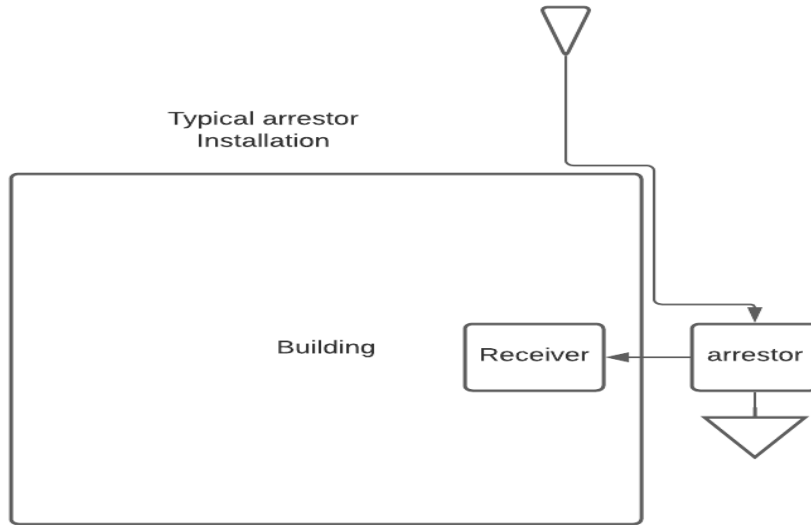 Typical arrestor
Installation
Building
Receiver
arrestor